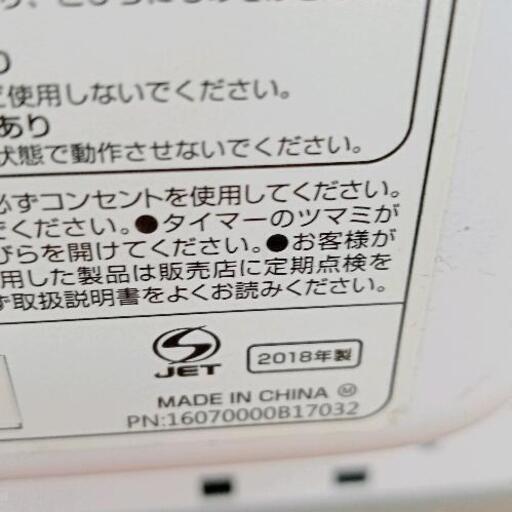 り
使用しないでください。
あり
状態で動作させないでください。
必ずコンセントを使用してください。
ください。●タイマーのツマミが
びらを開けてください。●お客様が
用した製品は販売店に定期点検を
ず取扱説明書をよくお読みください。
JET
2018年製
MADE IN CHINA Ⓜ
PN:16070000B17032